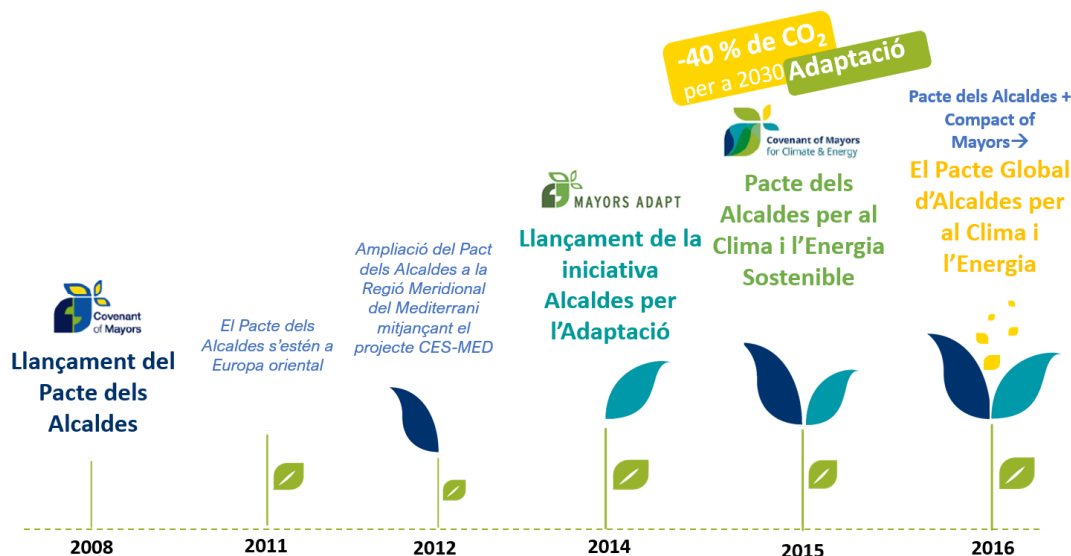 Covenant
of Mayors
Llançament del
Pacte dels
Alcaldes
El Pacte dels
Alcaldes s'estén a
Europa oriental
Ampliació del Pact
dels Alcaldes a la
Regió Meridional
del Mediterrani
mitjançant el
projecte CES-MED
MAYORS ADAPT
Llançament de la
iniciativa
Alcaldes per
l'Adaptació
-40 % de CO₂
per a 2030
Adaptació
Covenant of Mayors
for Climate & Energy
Pacte dels
Alcaldes per al
Clima i l'Energia
Sostenible
Pacte dels Alcaldes +
Compact of
Mayors→
El Pacte Global
d'Alcaldes per
al Clima i
l'Energia
2008
2011
2012
2014
2015
2016